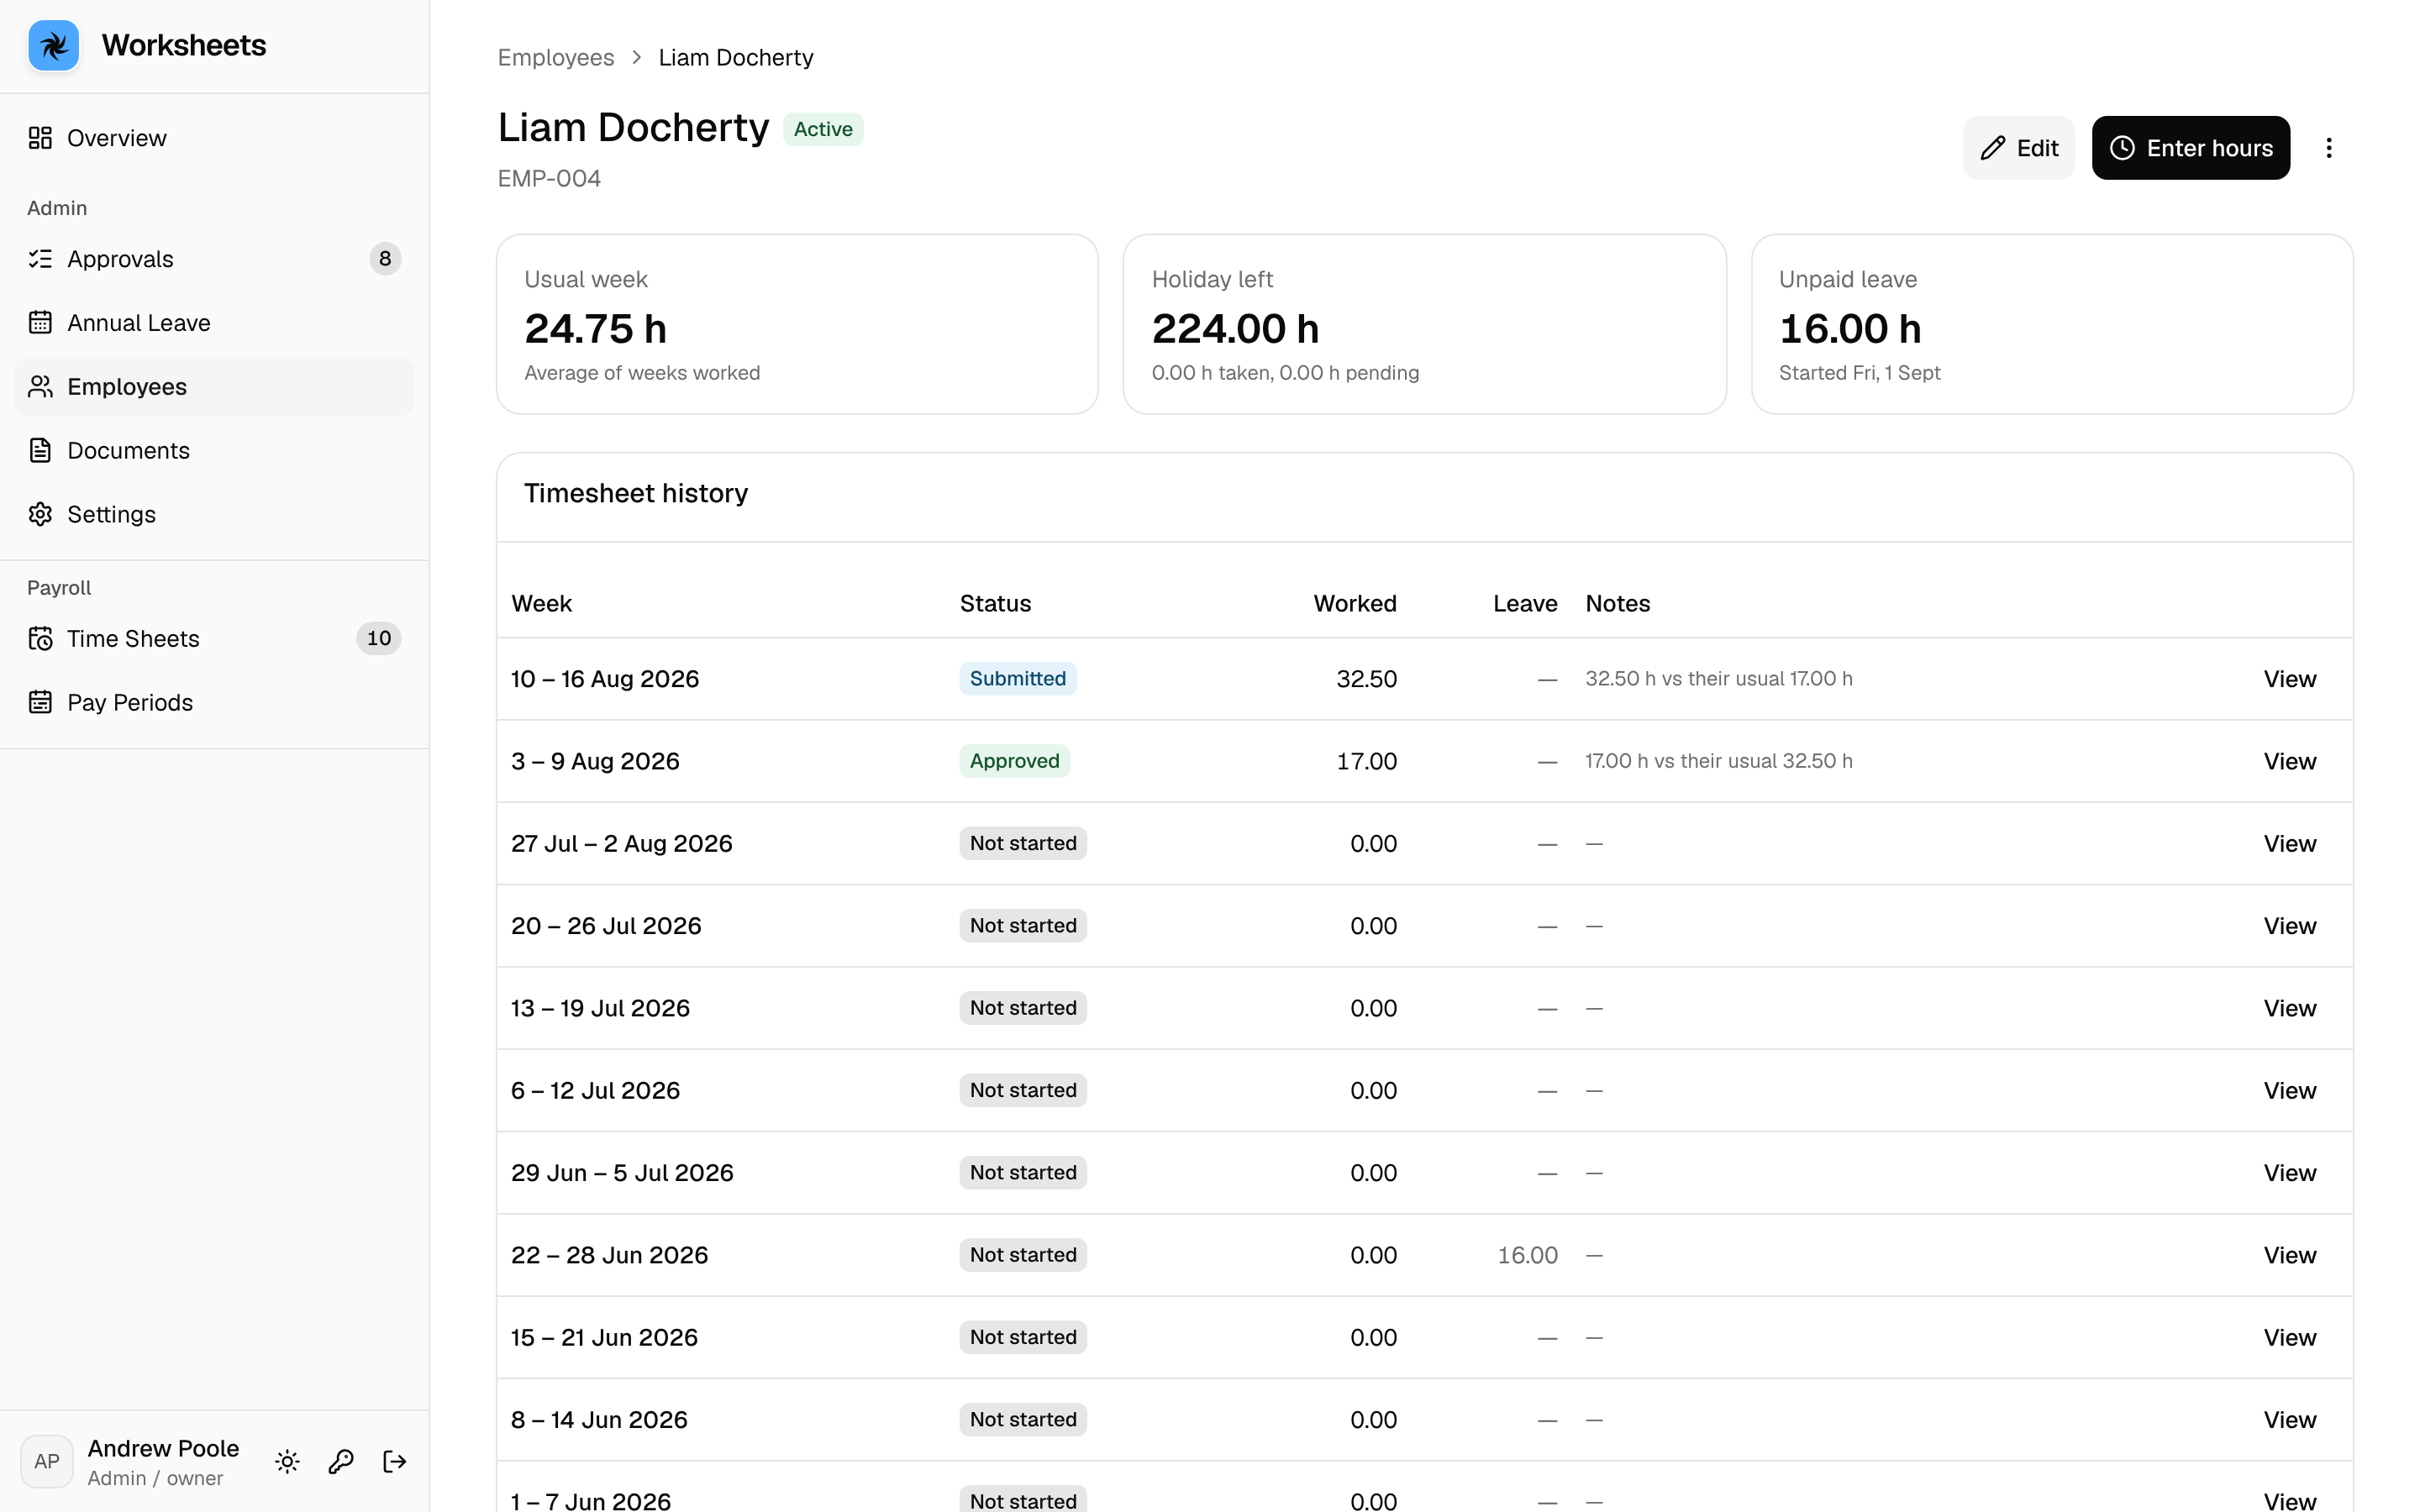 Worksheets
Overview
Admin
Approvals 8
Annual Leave
Employees
Documents
Settings
Payroll
Time Sheets 10
Pay Periods
AP
Andrew Poole
Admin / owner
Employees > Liam Docherty
Liam Docherty Active
EMP-004
Edit
Enter hours
Usual week
24.75 h
Average of weeks worked
Holiday left
224.00 h
0.00 h taken, 0.00 h pending
Unpaid leave
16.00 h
Started Fri, 1 Sept
Timesheet history
Week Status Worked Leave Notes
10 – 16 Aug 2026 Submitted 32.50 — 32.50 h vs their usual 17.00 h View
3 – 9 Aug 2026 Approved 17.00 — 17.00 h vs their usual 32.50 h View
27 Jul – 2 Aug 2026 Not started 0.00 — — View
20 – 26 Jul 2026 Not started 0.00 — — View
13 – 19 Jul 2026 Not started 0.00 — — View
6 – 12 Jul 2026 Not started 0.00 — — View
29 Jun – 5 Jul 2026 Not started 0.00 — — View
22 – 28 Jun 2026 Not started 0.00 16.00 — View
15 – 21 Jun 2026 Not started 0.00 — — View
8 – 14 Jun 2026 Not started 0.00 — — View
1 – 7 Jun 2026 Not started 0.00 — — View